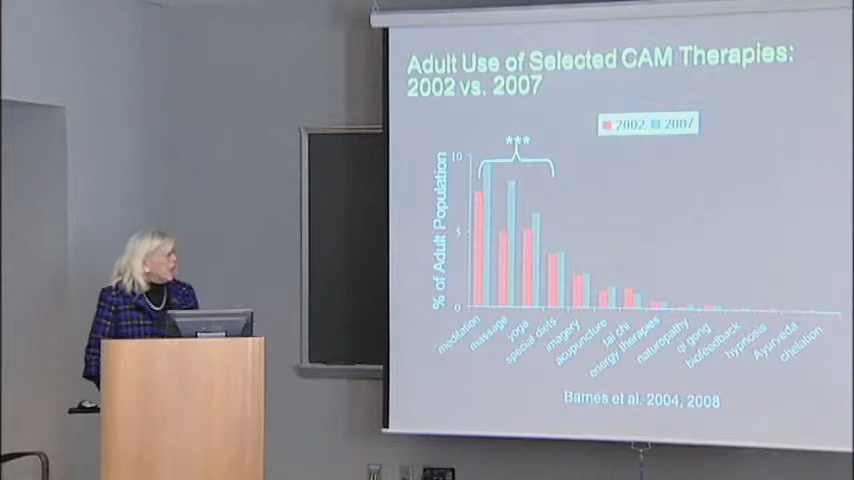 Adult Use of Selected CAM Therapies:
2002 vs. 2007
2002 2007
***
% of Adult Population
10
5
0
meditation
massage
yoga
special diets
imagery
acupuncture
tai chi
energy therapies
naturopathy
qi gong
biofeedback
hypnosis
Ayurveda
chelation
Barnes et al. 2004, 2008